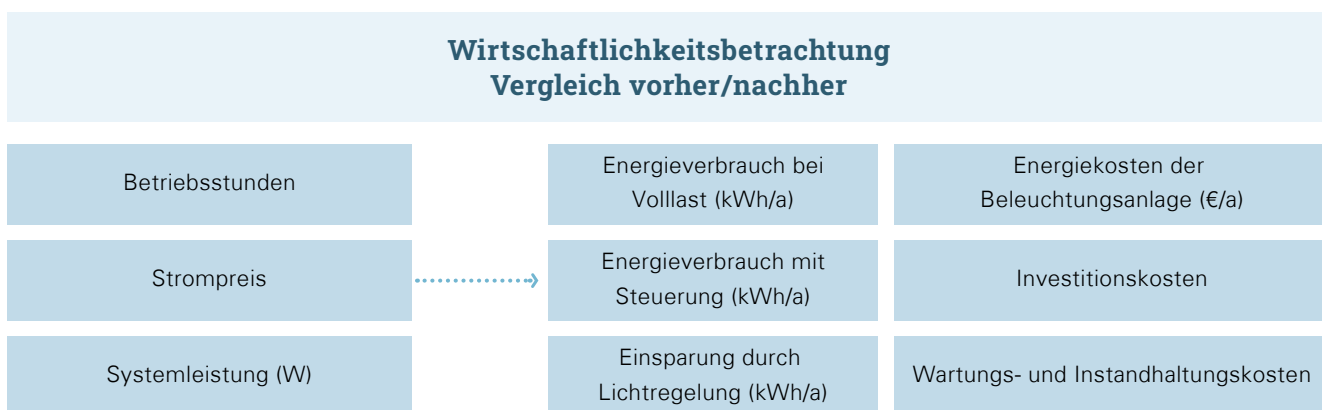 Wirtschaftlichkeitsbetrachtung
Vergleich vorher/nachher
Betriebsstunden
Energieverbrauch bei
Volllast (kWh/a)
Energiekosten der
Beleuchtungsanlage (€/a)
Strompreis
Energieverbrauch mit
Steuerung (kWh/a)
Investitionskosten
Systemleistung (W)
Einsparung durch
Lichtregelung (kWh/a)
Wartungs- und Instandhaltungskosten